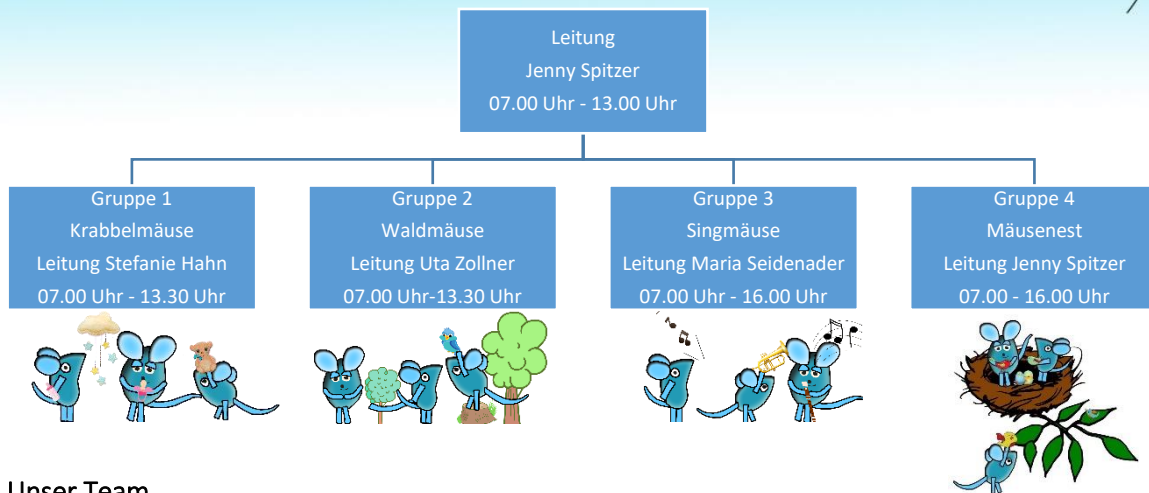 Leitung
Jenny Spitzer
07.00 Uhr - 13.00 Uhr
Gruppe 1
Krabbelmäuse
Leitung Stefanie Hahn
07.00 Uhr - 13.30 Uhr
Gruppe 2
Waldmäuse
Leitung Uta Zollner
07.00 Uhr-13.30 Uhr
Gruppe 3
Singmäuse
Leitung Maria Seidenader
07.00 Uhr - 16.00 Uhr
Gruppe 4
Mäusenest
Leitung Jenny Spitzer
07.00 - 16.00 Uhr
Unser Team